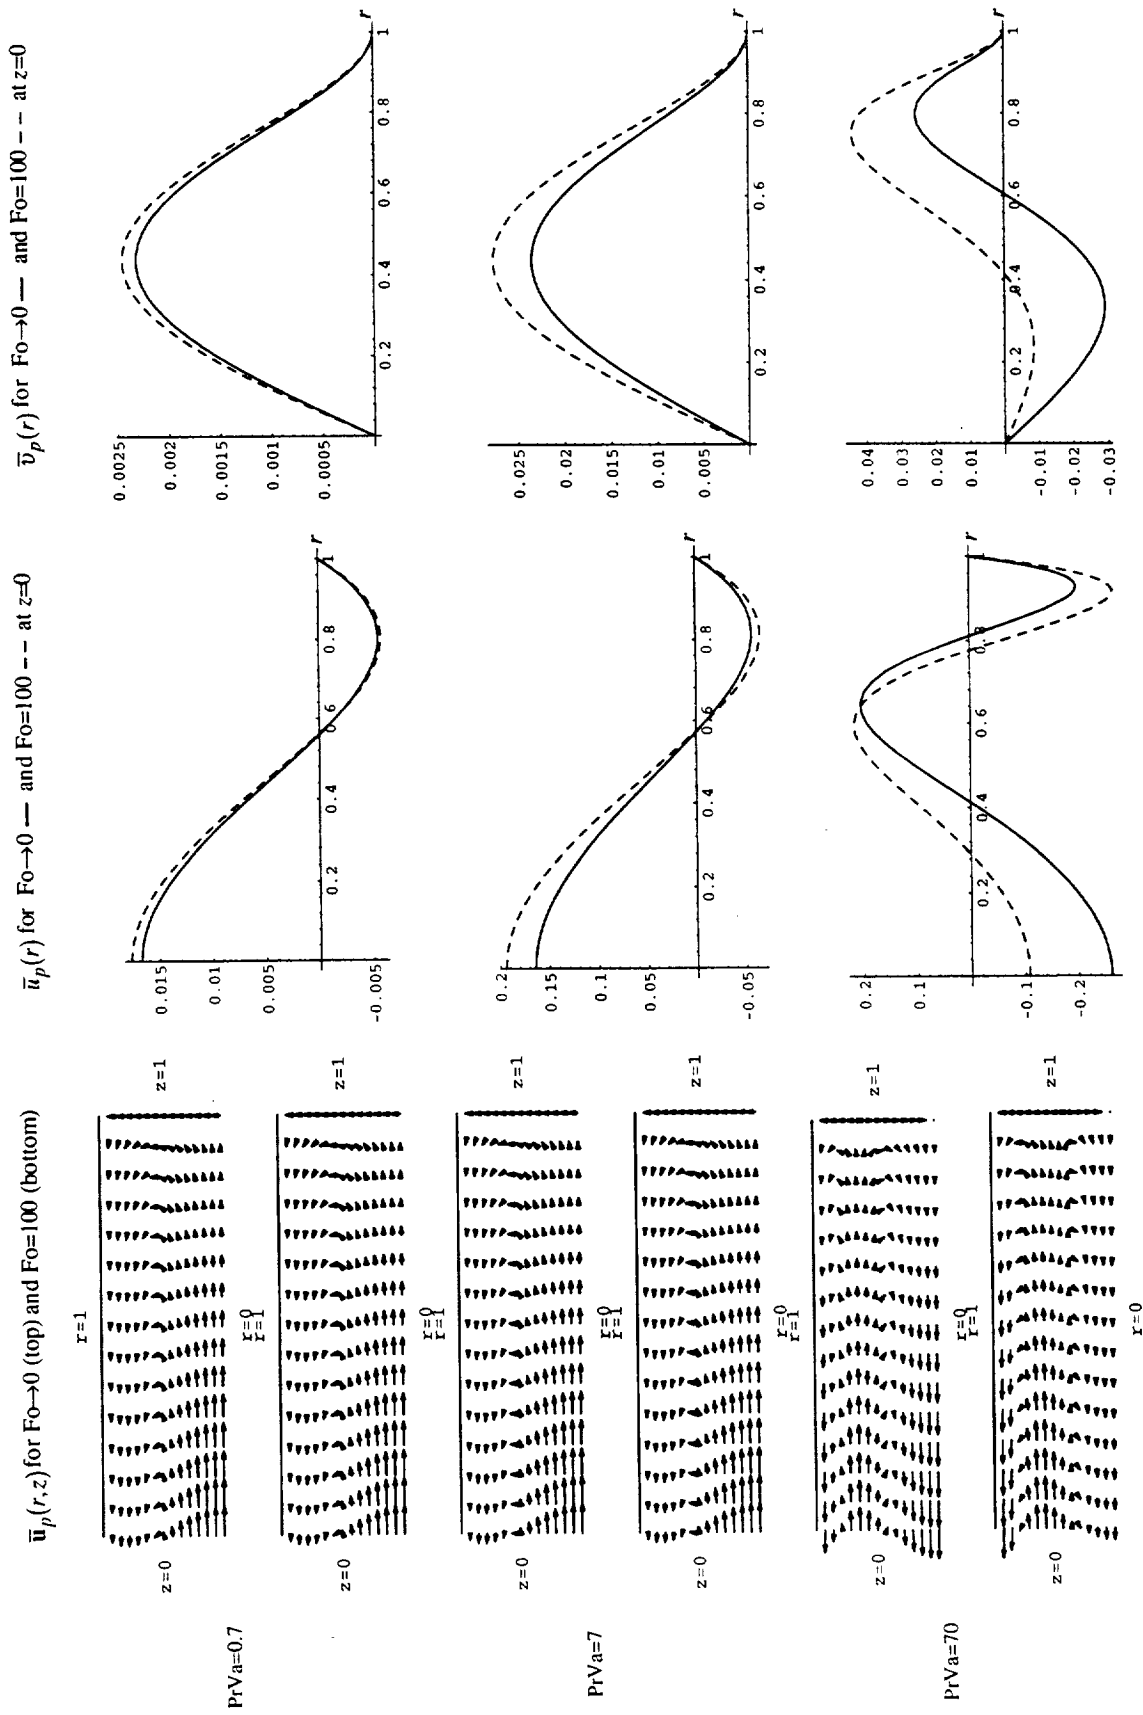 ū̱ₚ(r,z) for Fo→0 (top) and Fo=100 (bottom)
ūₚ(r) for Fo→0 — and Fo=100 – – at z=0
v̄ₚ(r) for Fo→0 — and Fo=100 – – at z=0
PrVa=0.7
r=1
z=0
z=1
r=0
r=1
z=0
z=1
r=0
0.015
0.01
0.005
-0.005
0.2
0.4
0.6
0.8
1
r
0.0025
0.002
0.0015
0.001
0.0005
0.2
0.4
0.6
0.8
1
r
PrVa=7
r=1
z=0
z=1
r=0
r=1
z=0
z=1
r=0
0.2
0.15
0.1
0.05
-0.05
0.2
0.4
0.6
0.8
1
r
0.025
0.02
0.015
0.01
0.005
0.2
0.4
0.6
0.8
1
r
PrVa=70
r=1
z=0
z=1
r=0
r=1
z=0
z=1
r=0
0.2
0.1
-0.1
-0.2
0.2
0.4
0.6
0.8
1
r
0.04
0.03
0.02
0.01
-0.01
-0.02
-0.03
0.2
0.4
0.6
0.8
1
r